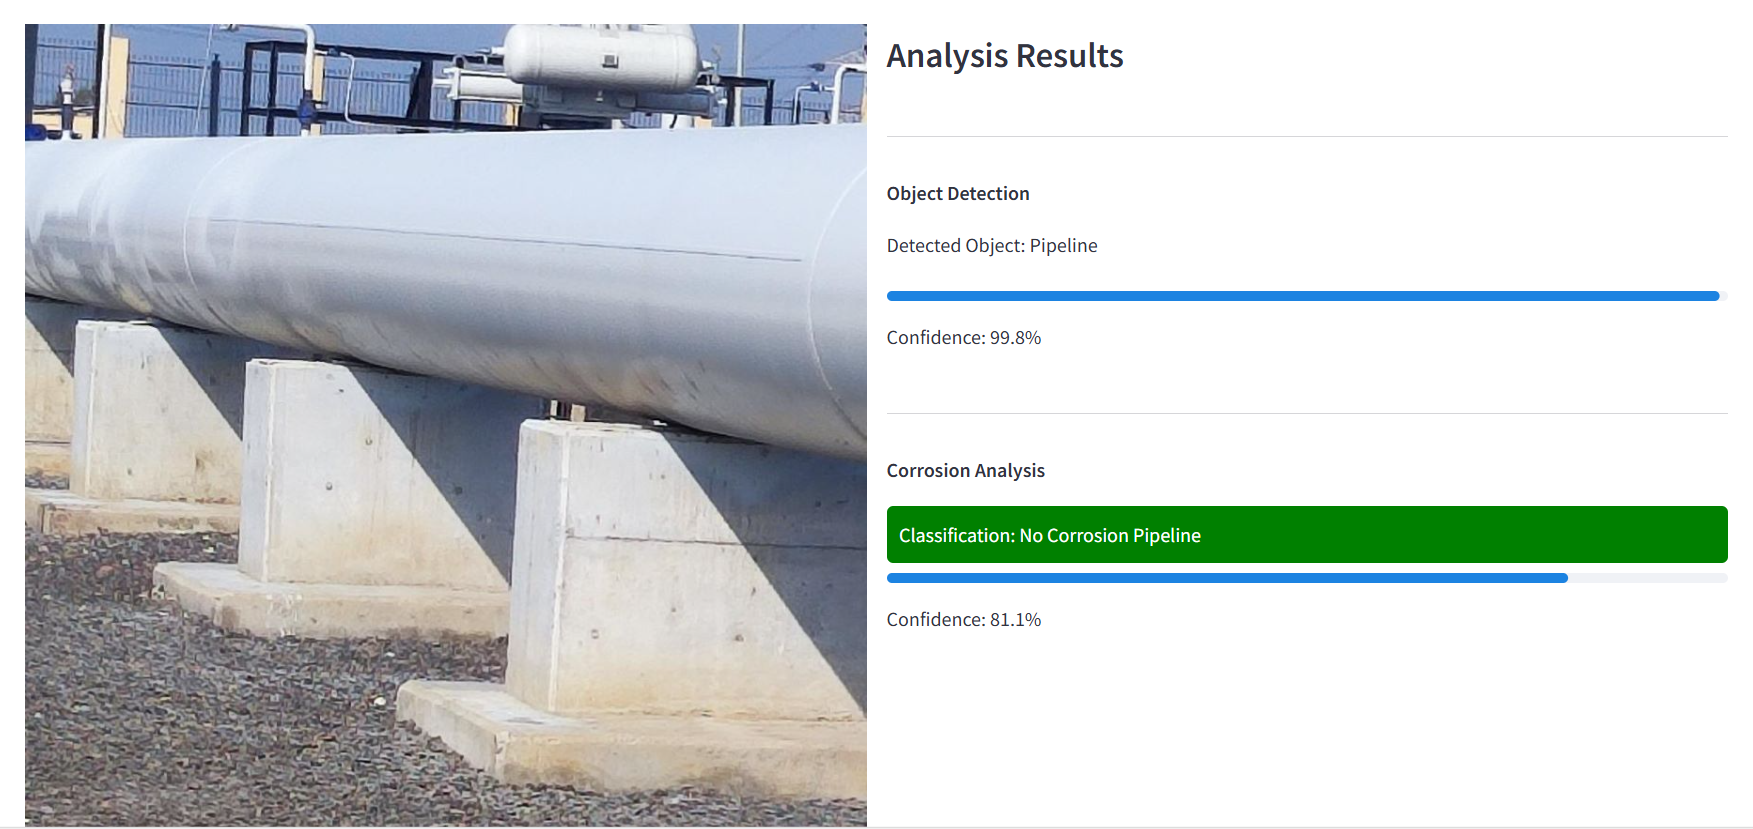 Analysis Results
Object Detection
Detected Object: Pipeline
Confidence: 99.8%
Corrosion Analysis
Classification: No Corrosion Pipeline
Confidence: 81.1%